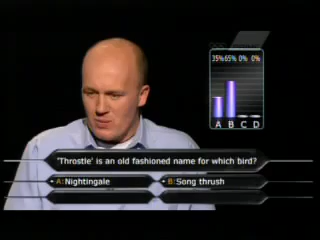 35% 65% 0% 0%
A B C D
'Throstle' is an old fashioned name for which bird?
A: Nightingale
B: Song thrush